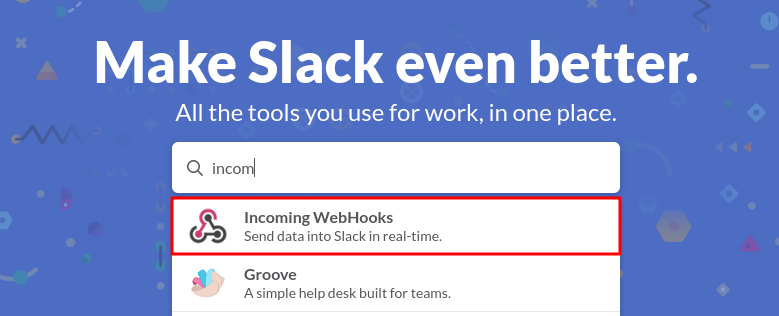 Make Slack even better.
All the tools you use for work, in one place.
incom
Incoming WebHooks
Send data into Slack in real-time.
Groove
A simple help desk built for teams.